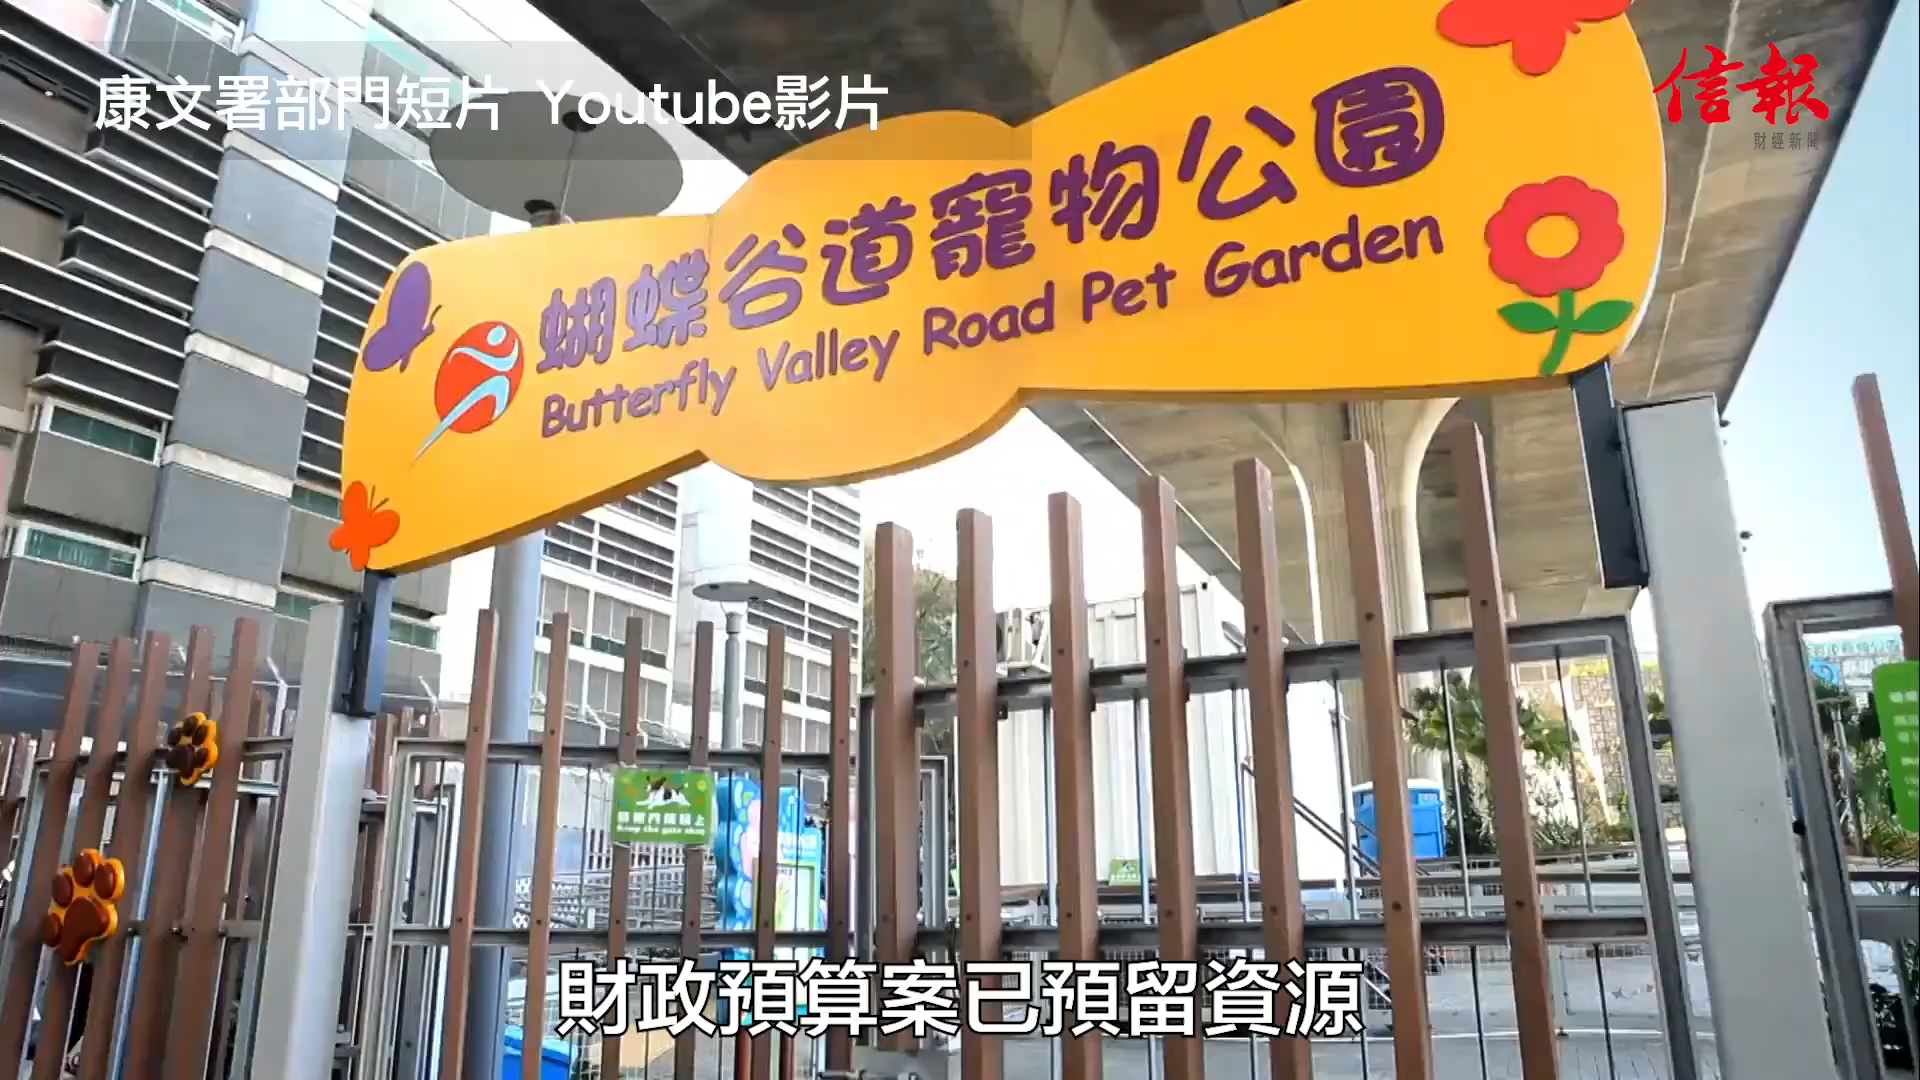 康文署部門短片 Youtube影片
信報
財經新聞
蝴蝶谷道寵物公園
Butterfly Valley Road Pet Garden
Keep the gate shut
財政預算案已預留資源